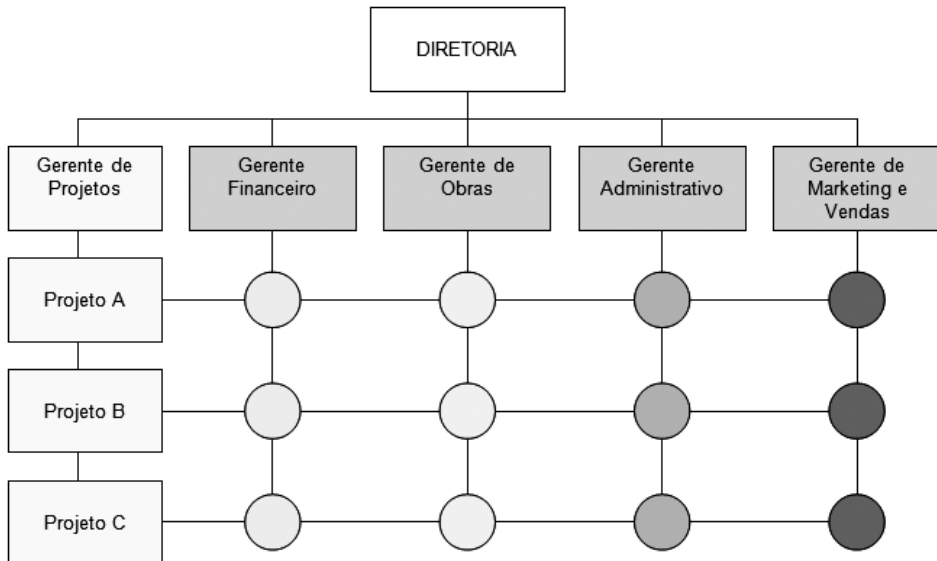 DIRETORIA
Gerente de
Projetos
Gerente
Financeiro
Gerente de
Obras
Gerente
Administrativo
Gerente de
Marketing e
Vendas
Projeto A
Projeto B
Projeto C